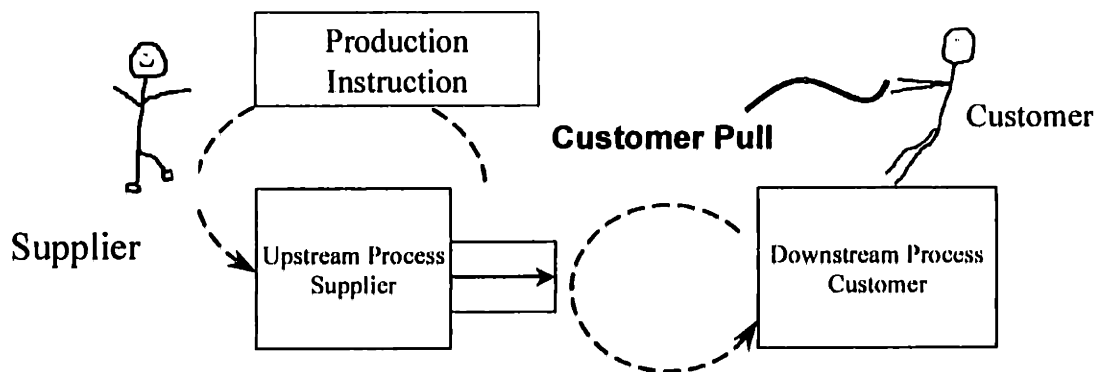 Production
Instruction
Customer Pull
Customer
Supplier
Upstream Process
Supplier
Downstream Process
Customer